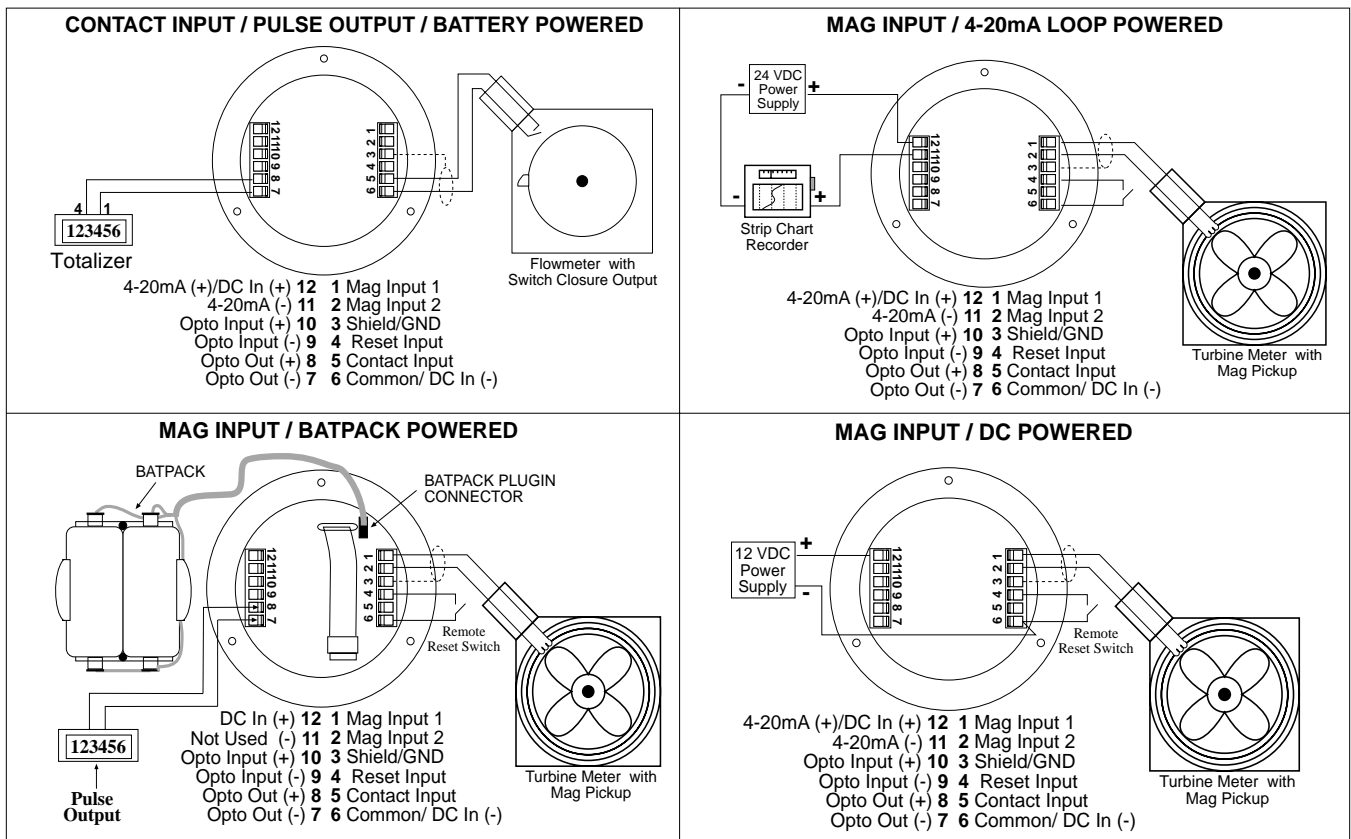 CONTACT INPUT / PULSE OUTPUT / BATTERY POWERED
12
11
10
9
8
7
1
2
3
4
5
6
4 1
123456
Totalizer
Flowmeter with
Switch Closure Output
4-20mA (+)/DC In (+) 12 1 Mag Input 1
4-20mA (-) 11 2 Mag Input 2
Opto Input (+) 10 3 Shield/GND
Opto Input (-) 9 4 Reset Input
Opto Out (+) 8 5 Contact Input
Opto Out (-) 7 6 Common/ DC In (-)
MAG INPUT / 4-20mA LOOP POWERED
- 24 VDC +
Power
Supply
12
11
10
9
8
7
1
2
3
4
5
6
- +
Strip Chart
Recorder
Turbine Meter with
Mag Pickup
4-20mA (+)/DC In (+) 12 1 Mag Input 1
4-20mA (-) 11 2 Mag Input 2
Opto Input (+) 10 3 Shield/GND
Opto Input (-) 9 4 Reset Input
Opto Out (+) 8 5 Contact Input
Opto Out (-) 7 6 Common/ DC In (-)
MAG INPUT / BATPACK POWERED
BATPACK
BATPACK PLUGIN
CONNECTOR
12
11
10
9
8
7
1
2
3
4
5
6
Remote
Reset Switch
123456
Pulse
Output
Turbine Meter with
Mag Pickup
DC In (+) 12 1 Mag Input 1
Not Used (-) 11 2 Mag Input 2
Opto Input (+) 10 3 Shield/GND
Opto Input (-) 9 4 Reset Input
Opto Out (+) 8 5 Contact Input
Opto Out (-) 7 6 Common/ DC In (-)
MAG INPUT / DC POWERED
12 VDC +
Power
Supply -
12
11
10
9
8
7
1
2
3
4
5
6
Remote
Reset Switch
Turbine Meter with
Mag Pickup
4-20mA (+)/DC In (+) 12 1 Mag Input 1
4-20mA (-) 11 2 Mag Input 2
Opto Input (+) 10 3 Shield/GND
Opto Input (-) 9 4 Reset Input
Opto Out (+) 8 5 Contact Input
Opto Out (-) 7 6 Common/ DC In (-)